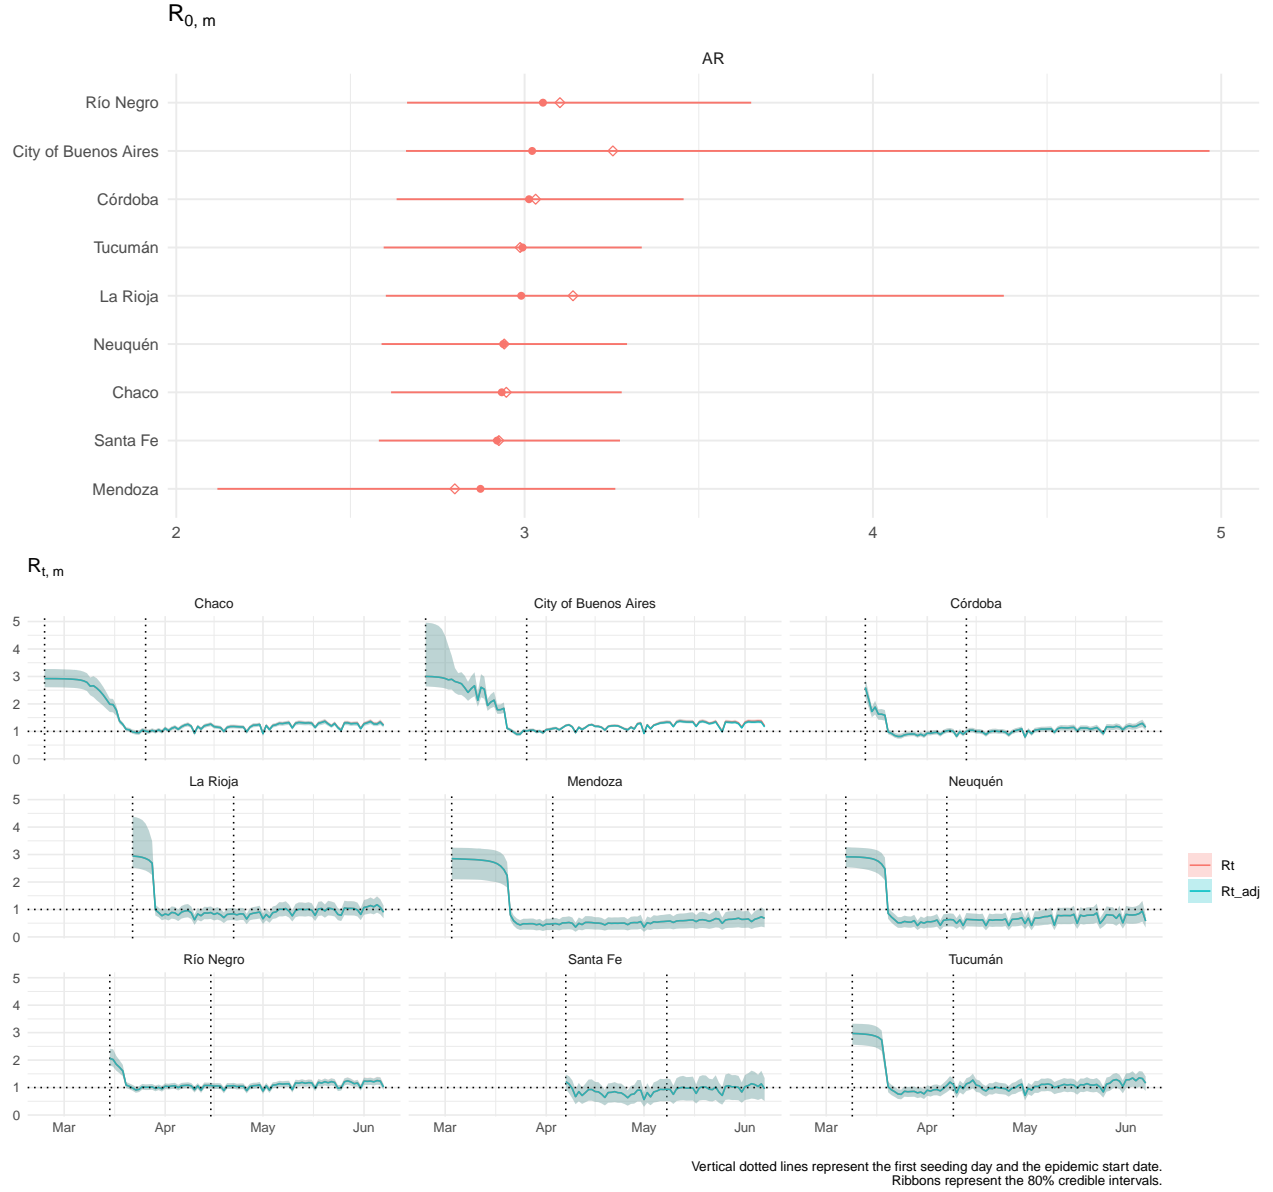 R0, m
AR
Río Negro
City of Buenos Aires
Córdoba
Tucumán
La Rioja
Neuquén
Chaco
Santa Fe
Mendoza
2 3 4 5
Rt, m
Chaco City of Buenos Aires Córdoba
5
4
3
2
1
0
La Rioja Mendoza Neuquén
5
4
3
2
1
0
Rt
Rt_adj
Río Negro Santa Fe Tucumán
5
4
3
2
1
0
Mar Apr May Jun Mar Apr May Jun Mar Apr May Jun
Vertical dotted lines represent the first seeding day and the epidemic start date.
Ribbons represent the 80% credible intervals.